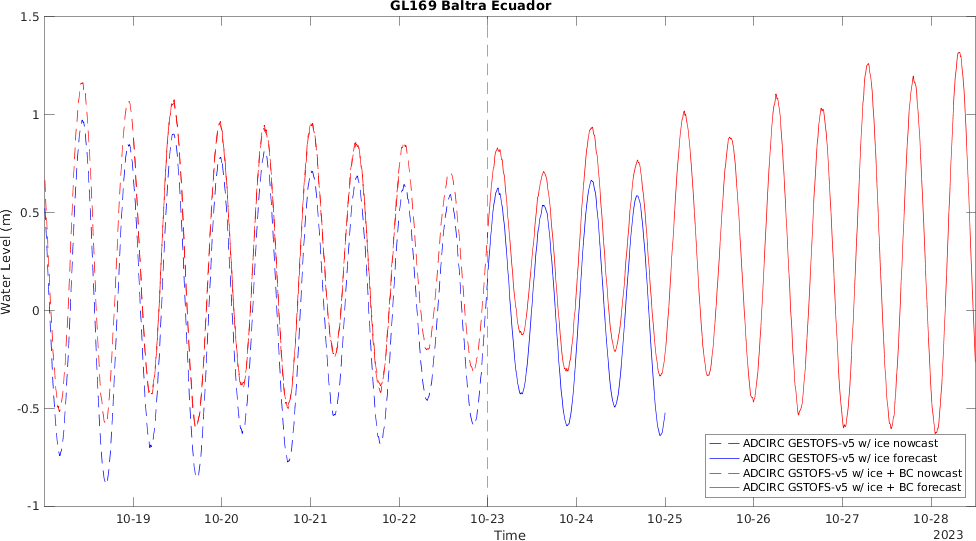 GL169 Baltra Ecuador
1.5
1
0.5
0
-0.5
-1
Water Level (m)
10-19 10-20 10-21 10-22 10-23 10-24 10-25 10-26 10-27 10-28
Time
2023
ADCIRC GESTOFS-v5 w/ ice nowcast
ADCIRC GESTOFS-v5 w/ ice forecast
ADCIRC GSTOFS-v5 w/ ice + BC nowcast
ADCIRC GSTOFS-v5 w/ ice + BC forecast